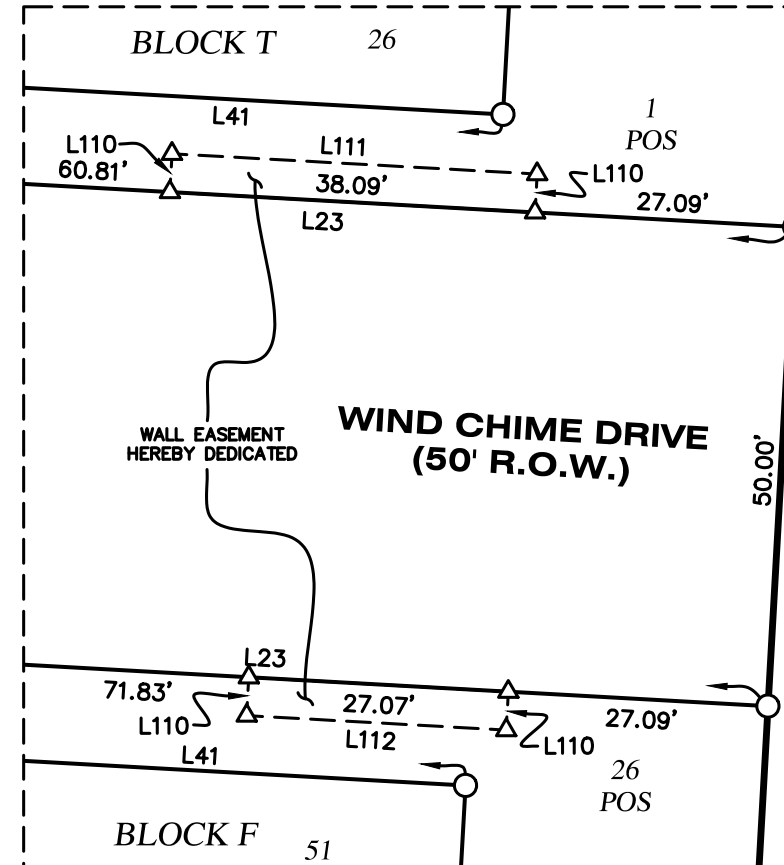 BLOCK T
26
1
POS
L41
L110
L111
60.81'
38.09'
L110
27.09'
L23
WALL EASEMENT
HEREBY DEDICATED
WIND CHIME DRIVE
(50' R.O.W.)
50.00'
L23
71.83'
27.07'
27.09'
L110
L112
L110
L41
26
POS
BLOCK F
51